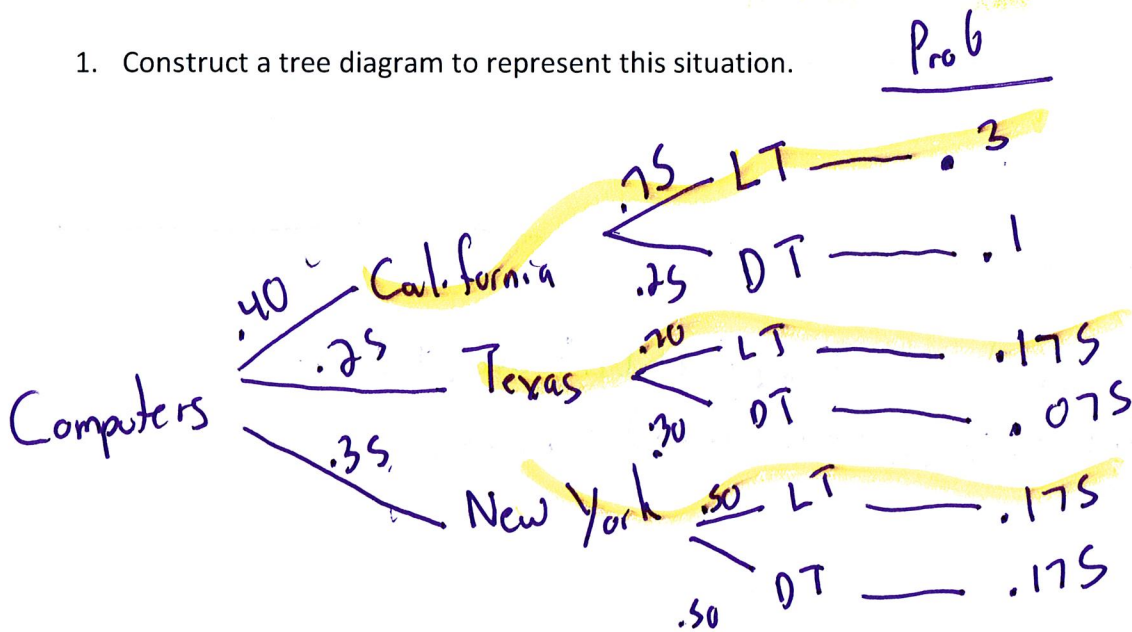 Prob
1. Construct a tree diagram to represent this situation.
.75 LT — .3
.25 DT — .1
.40 California
.25 Texas
.70 LT — .175
.30 DT — .075
Computers
.35 New York
.50 LT — .175
.50 DT — .175